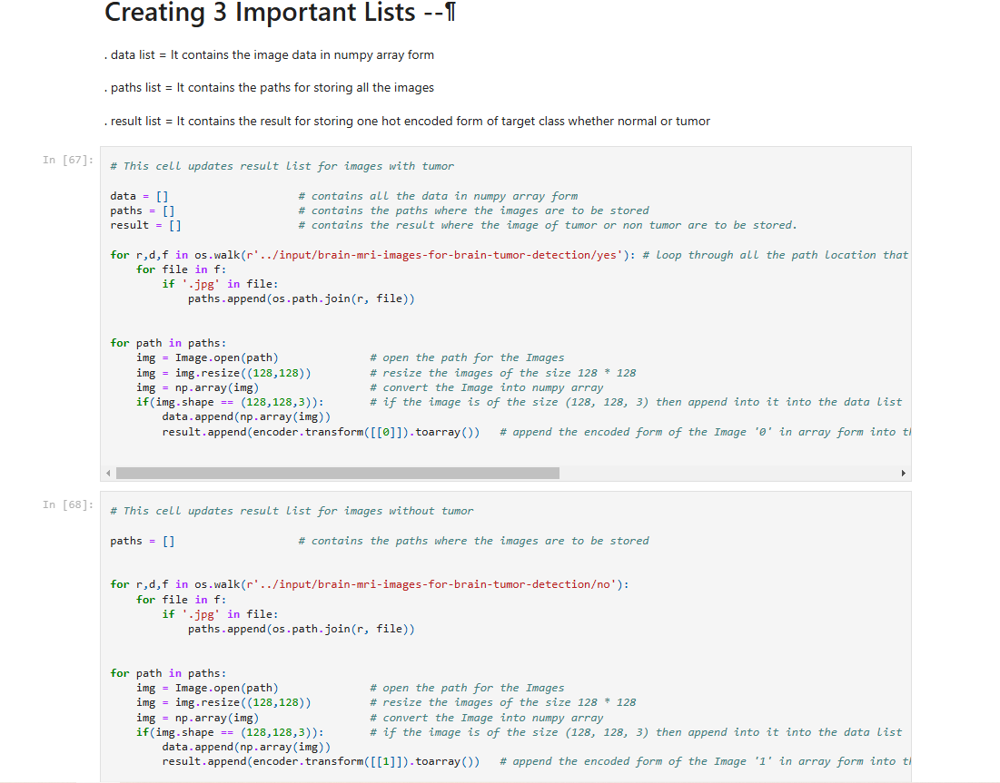 Creating 3 Important Lists --¶
. data list = It contains the image data in numpy array form
. paths list = It contains the paths for storing all the images
. result list = It contains the result for storing one hot encoded form of target class whether normal or tumor
In [67]:
# This cell updates result list for images with tumor
data = [] # contains all the data in numpy array form
paths = [] # contains the paths where the images are to be stored
result = [] # contains the result where the image of tumor or non tumor are to be stored.
for r,d,f in os.walk(r'../input/brain-mri-images-for-brain-tumor-detection/yes'): # loop through all the path location that
for file in f:
if '.jpg' in file:
paths.append(os.path.join(r, file))
for path in paths:
img = Image.open(path) # open the path for the Images
img = img.resize((128,128)) # resize the images of the size 128 * 128
img = np.array(img) # convert the Image into numpy array
if(img.shape == (128,128,3)): # if the image is of the size (128, 128, 3) then append into it into the data list
data.append(np.array(img))
result.append(encoder.transform([[0]]).toarray()) # append the encoded form of the Image '0' in array form into
In [68]:
# This cell updates result list for images without tumor
paths = [] # contains the paths where the images are to be stored
for r,d,f in os.walk(r'../input/brain-mri-images-for-brain-tumor-detection/no'):
for file in f:
if '.jpg' in file:
paths.append(os.path.join(r, file))
for path in paths:
img = Image.open(path) # open the path for the Images
img = img.resize((128,128)) # resize the images of the size 128 * 128
img = np.array(img) # convert the Image into numpy array
if(img.shape == (128,128,3)): # if the image is of the size (128, 128, 3) then append into it into the data list
data.append(np.array(img))
result.append(encoder.transform([[1]]).toarray()) # append the encoded form of the Image '1' in array form into